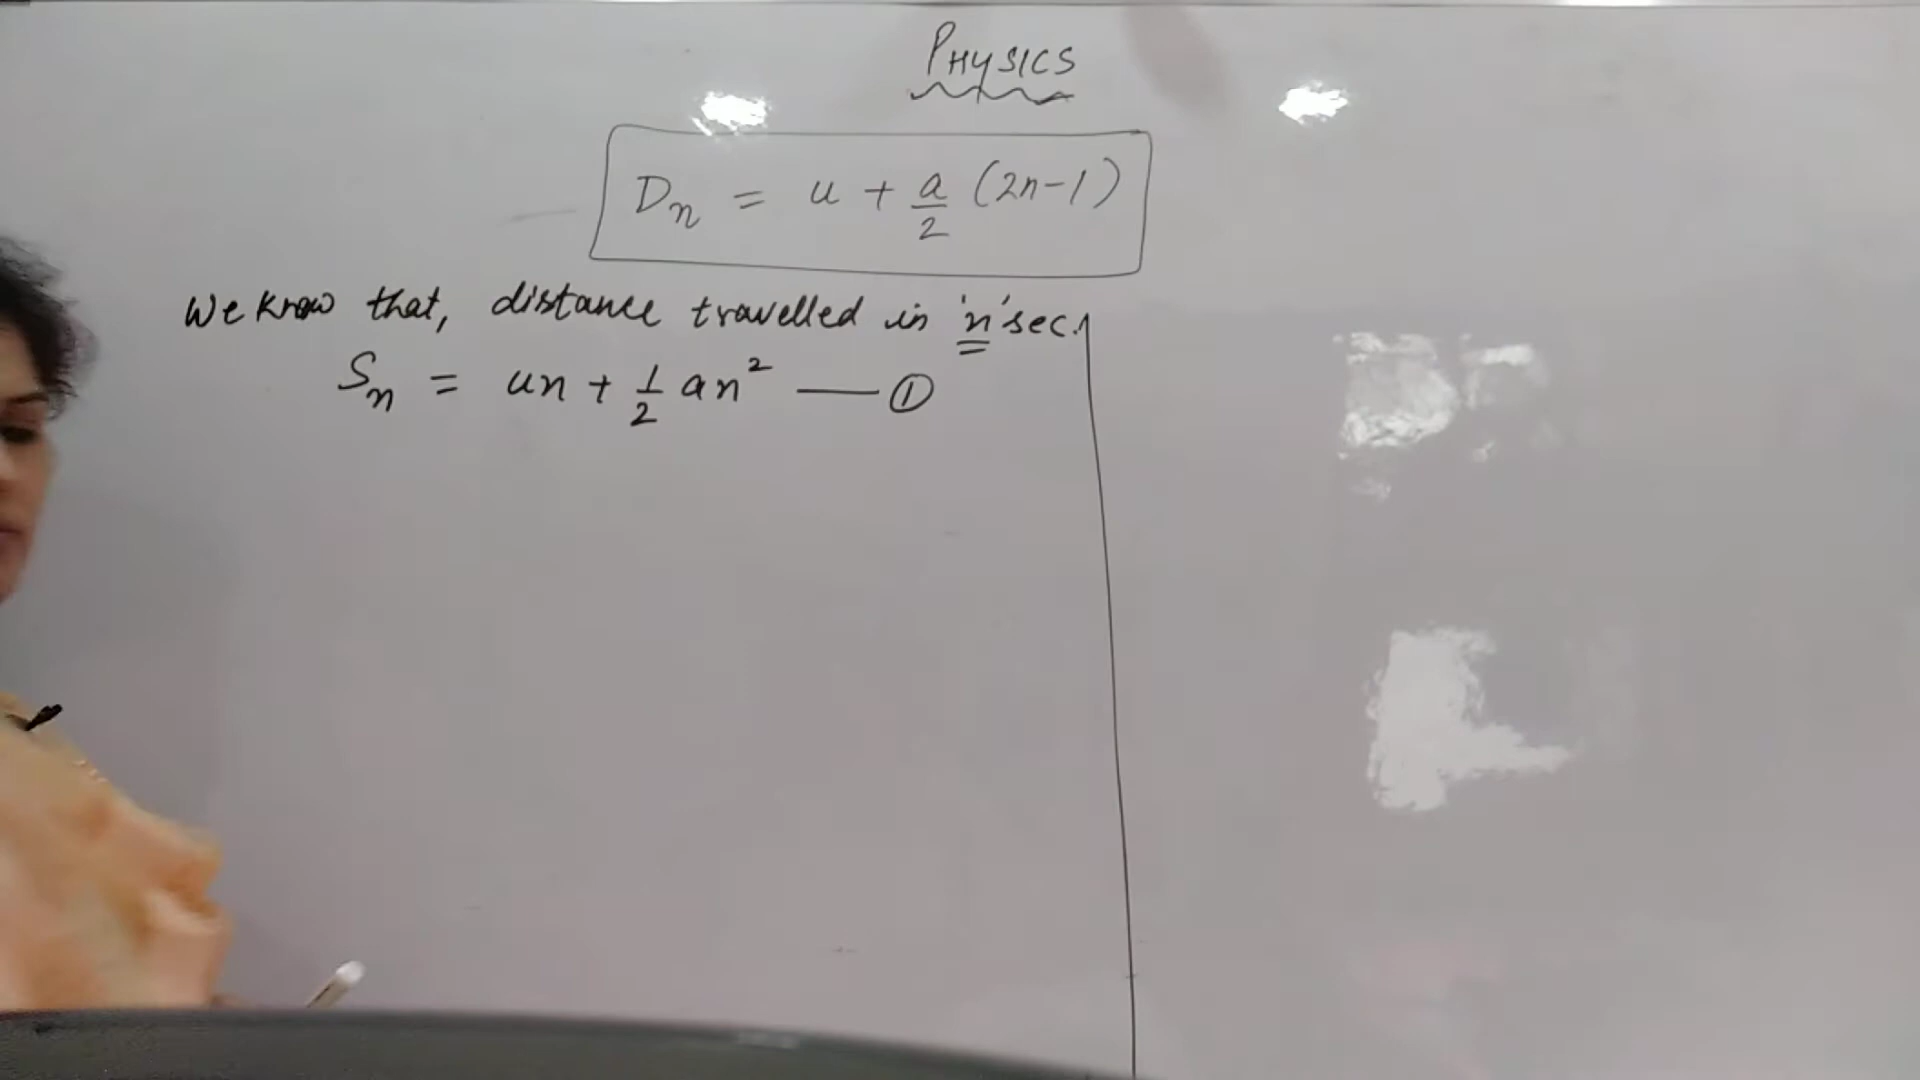 PHYSICS
Dn = u + a/2 (2n-1)
We know that, distance travelled in 'n' sec.
Sn = un + 1/2 an² — ①